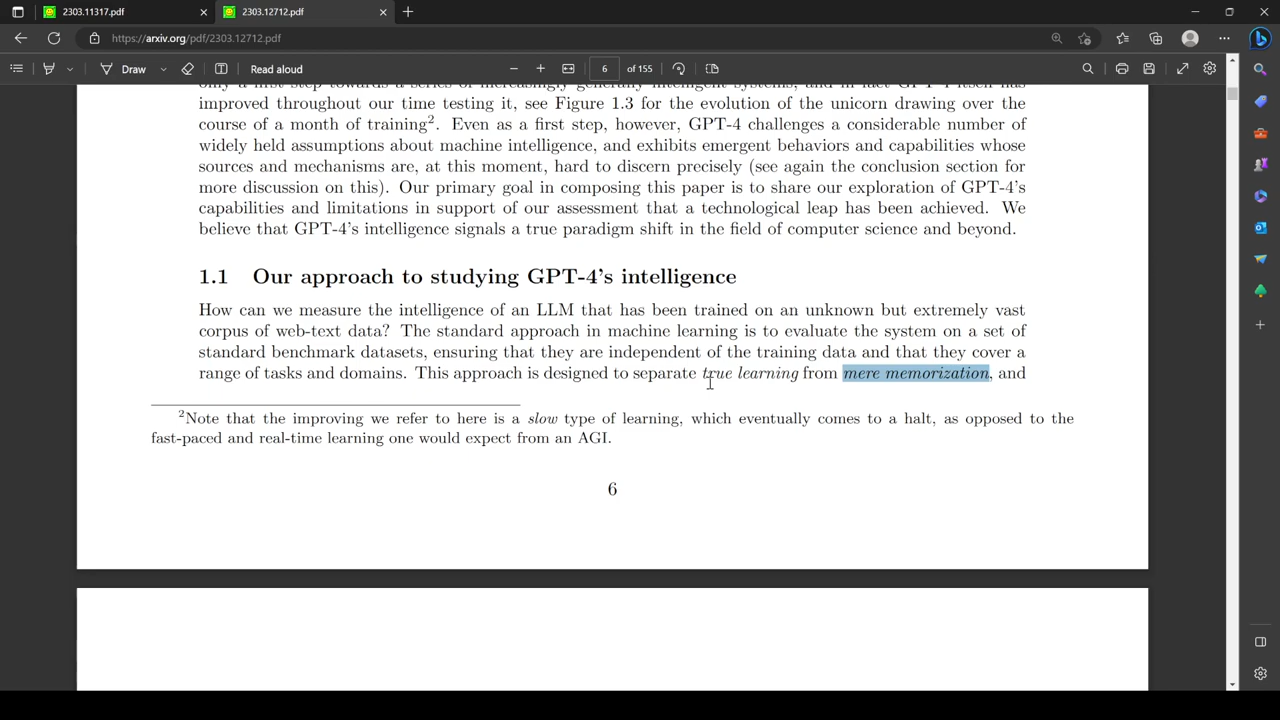 2303.11317.pdf
2303.12712.pdf
https://arxiv.org/pdf/2303.12712.pdf
Draw
Read aloud
6 of 155
only a first step towards a series of increasingly generally intelligent systems, and in fact GPT-4 itself has
improved throughout our time testing it, see Figure 1.3 for the evolution of the unicorn drawing over the
course of a month of training2. Even as a first step, however, GPT-4 challenges a considerable number of
widely held assumptions about machine intelligence, and exhibits emergent behaviors and capabilities whose
sources and mechanisms are, at this moment, hard to discern precisely (see again the conclusion section for
more discussion on this). Our primary goal in composing this paper is to share our exploration of GPT-4's
capabilities and limitations in support of our assessment that a technological leap has been achieved. We
believe that GPT-4's intelligence signals a true paradigm shift in the field of computer science and beyond.
1.1 Our approach to studying GPT-4's intelligence
How can we measure the intelligence of an LLM that has been trained on an unknown but extremely vast
corpus of web-text data? The standard approach in machine learning is to evaluate the system on a set of
standard benchmark datasets, ensuring that they are independent of the training data and that they cover a
range of tasks and domains. This approach is designed to separate true learning from mere memorization, and
2Note that the improving we refer to here is a slow type of learning, which eventually comes to a halt, as opposed to the
fast-paced and real-time learning one would expect from an AGI.
6